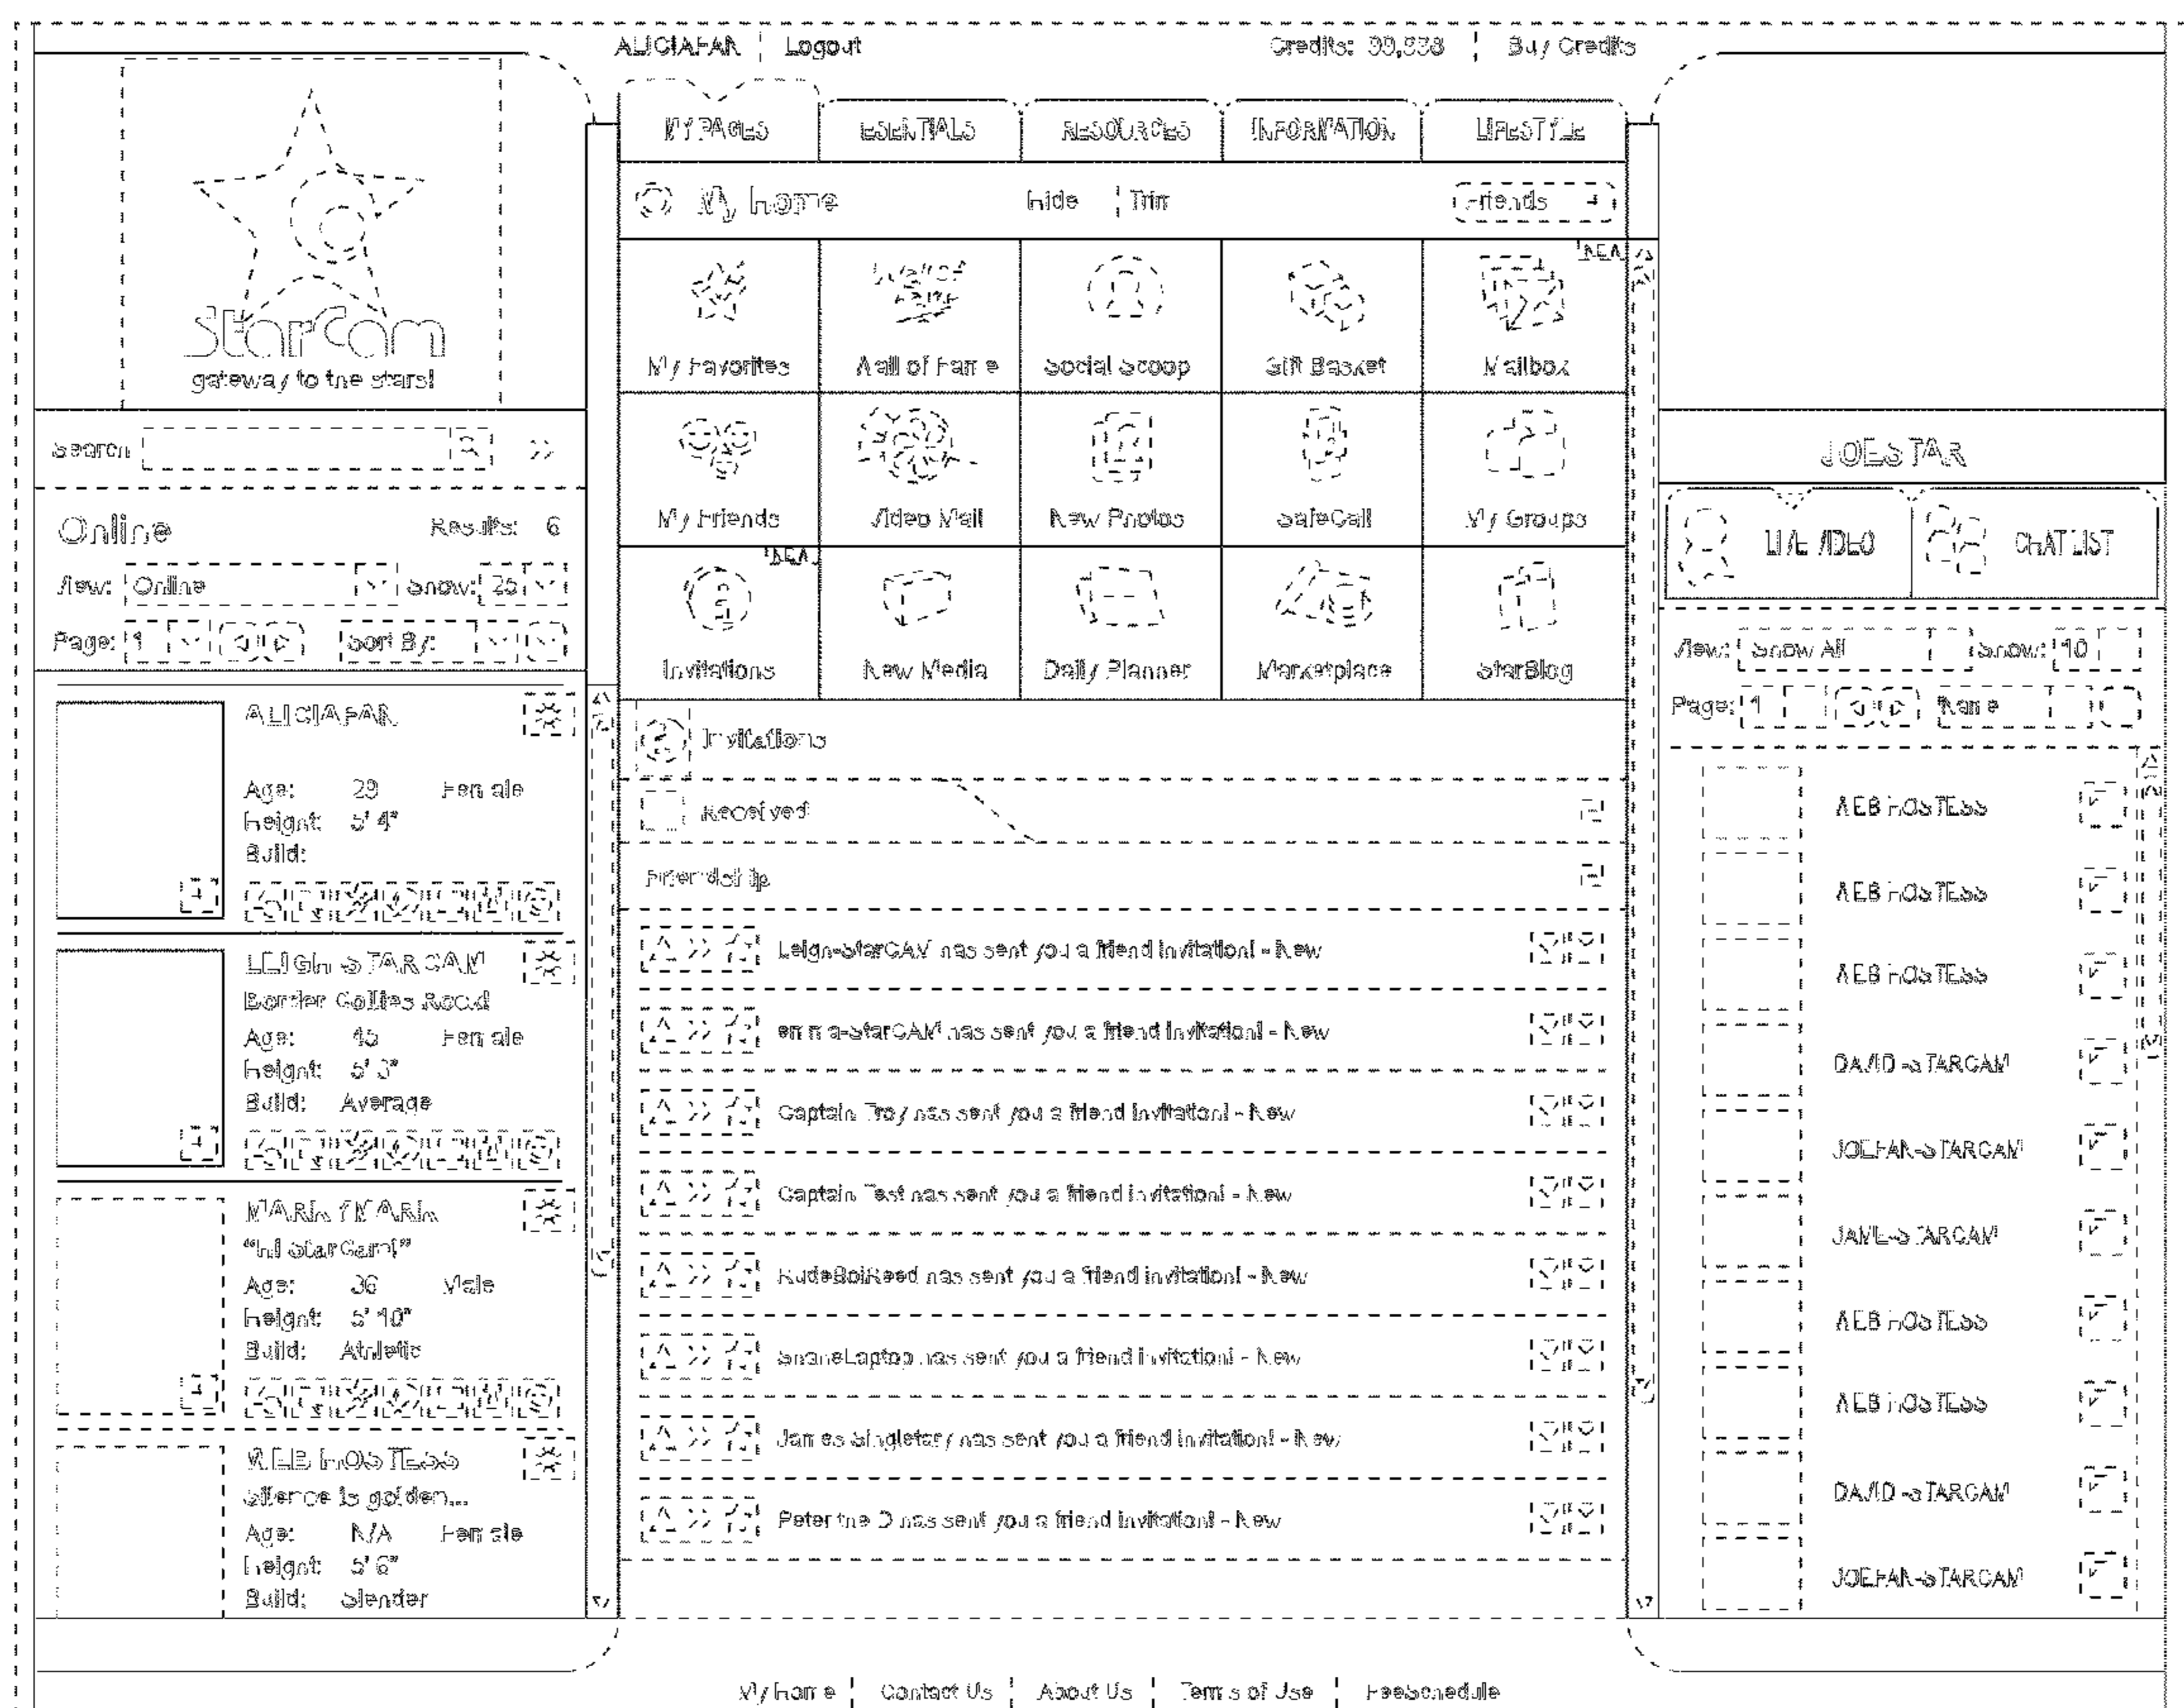 ALICIAFAN | Logout
Credits: 39,938 | Buy Credits
MY PAGES
ESENTIALS
RESOURCES
INFORMATION
LIFESTYLE
My Home
Hide | Trim
Friends
StarCam
gateway to the stars!
NEW
My Favorites
Wall of Fame
Social Scoop
Gift Basket
Mailbox
My Friends
Video Mail
New Photos
SafeCall
My Groups
NEW
Invitations
New Media
Daily Planner
Marketplace
StarBlog
Search
Online
Results: 6
View: Online
Show: 25
Page: 1
Sort By:
ALICIAFAN
Age: 29 Female
Height: 5' 4"
Build:
LEIGH-STARCAM
Border Collies Rock!
Age: 45 Female
Height: 5' 3"
Build: Average
MARKYMARK
"Hi StarCam!"
Age: 36 Male
Height: 5' 10"
Build: Athletic
WEB HOSTESS
Silence is golden...
Age: N/A Female
Height: 5' 6"
Build: Slender
Invitations
Received
Friendship
Leigh-StarCAM has sent you a friend invitation! - New
emma-StarCAM has sent you a friend invitation! - New
Captain Troy has sent you a friend invitation! - New
Captain Test has sent you a friend invitation! - New
RudeBoiReed has sent you a friend invitation! - New
ShaneLaptop has sent you a friend invitation! - New
James Singletary has sent you a friend invitation! - New
Peter the D has sent you a friend invitation! - New
JOESTAR
LIVE VIDEO
CHAT LIST
View: Show All
Show: 10
Page: 1
Name
WEB HOSTESS
WEB HOSTESS
WEB HOSTESS
DAVID-STARCAM
JOEFAN-STARCAM
JAME-STARCAM
WEB HOSTESS
WEB HOSTESS
DAVID-STARCAM
JOEFAN-STARCAM
My Home | Contact Us | About Us | Terms of Use | FeeSchedule